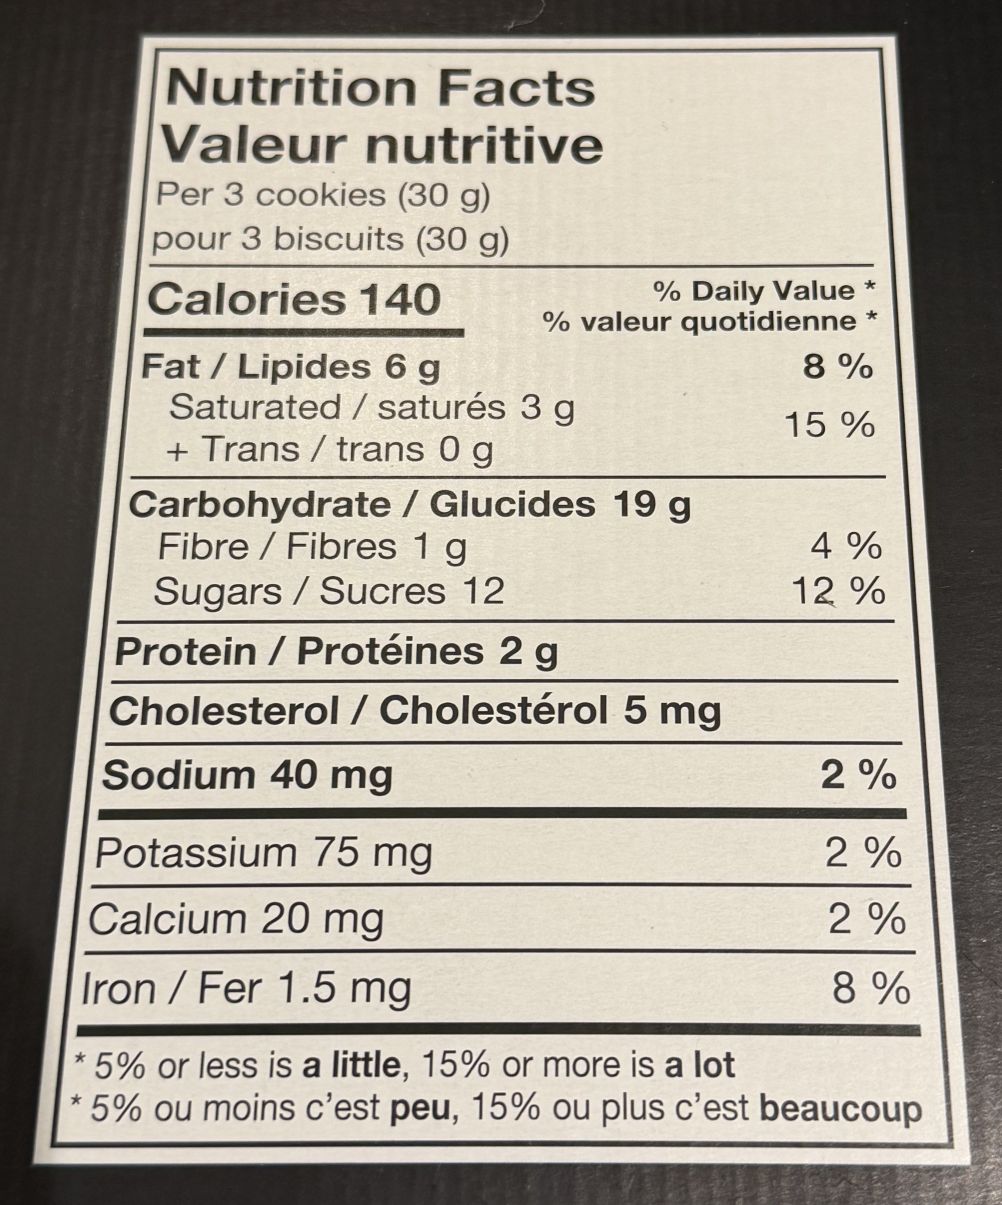 Nutrition Facts
Valeur nutritive
Per 3 cookies (30 g)
pour 3 biscuits (30 g)
Calories 140
% Daily Value *
% valeur quotidienne *
Fat / Lipides 6 g 8 %
Saturated / saturés 3 g
+ Trans / trans 0 g 15 %
Carbohydrate / Glucides 19 g
Fibre / Fibres 1 g 4 %
Sugars / Sucres 12 12 %
Protein / Protéines 2 g
Cholesterol / Cholestérol 5 mg
Sodium 40 mg 2 %
Potassium 75 mg 2 %
Calcium 20 mg 2 %
Iron / Fer 1.5 mg 8 %
* 5% or less is a little, 15% or more is a lot
* 5% ou moins c'est peu, 15% ou plus c'est beaucoup